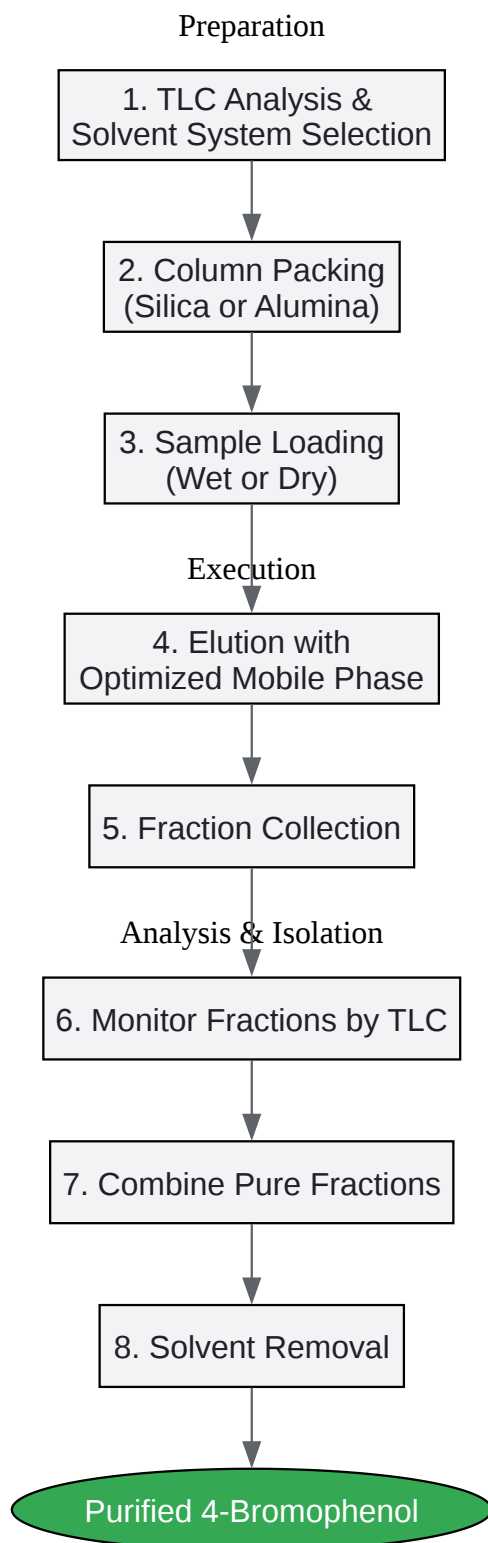 Preparation
1. TLC Analysis &
Solvent System Selection
2. Column Packing
(Silica or Alumina)
3. Sample Loading
(Wet or Dry)
Execution
4. Elution with
Optimized Mobile Phase
5. Fraction Collection
Analysis & Isolation
6. Monitor Fractions by TLC
7. Combine Pure Fractions
8. Solvent Removal
Purified 4-Bromophenol